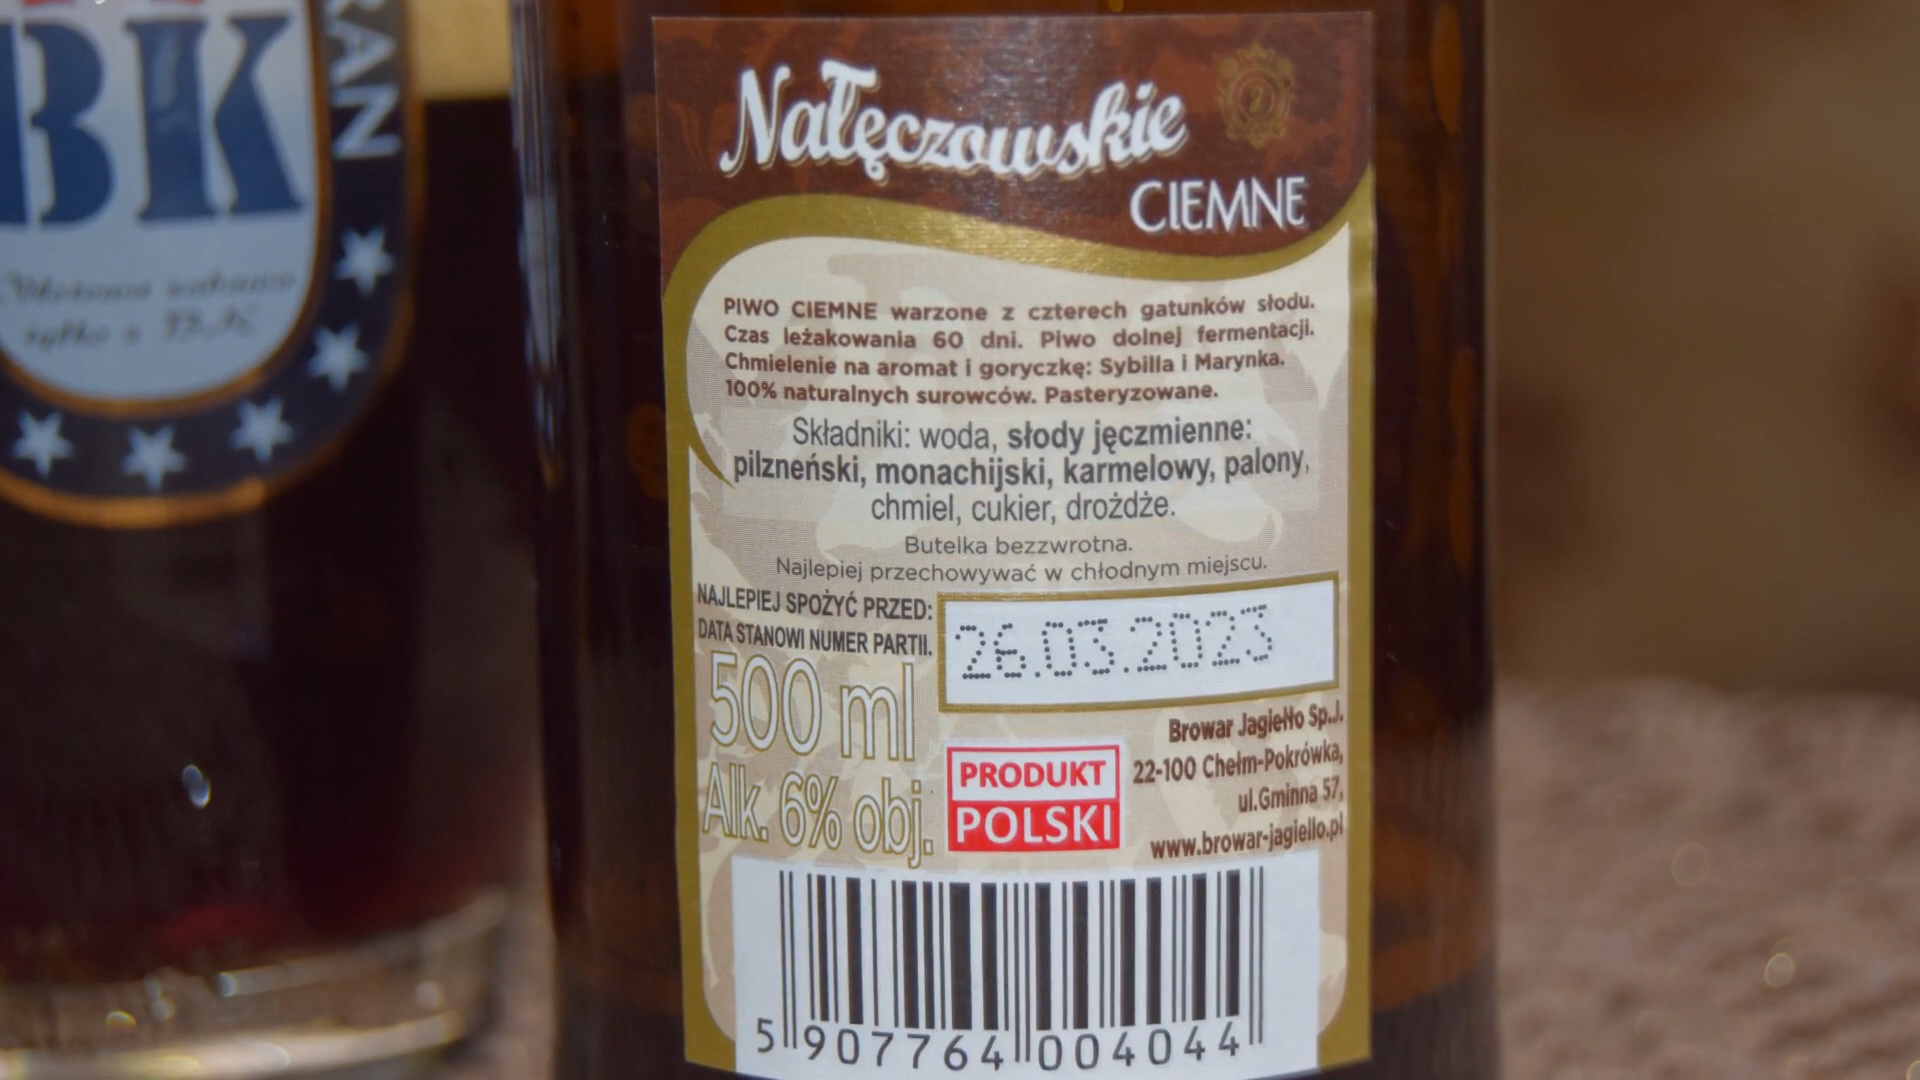 BK
RAN
tylko z B.K
Nałęczowskie
CIEMNE
PIWO CIEMNE warzone z czterech gatunków słodu.
Czas leżakowania 60 dni. Piwo dolnej fermentacji.
Chmielenie na aromat i goryczkę: Sybilla i Marynka.
100% naturalnych surowców. Pasteryzowane.
Składniki: woda, słody jęczmienne:
pilzneński, monachijski, karmelowy, palony,
chmiel, cukier, drożdże.
Butelka bezzwrotna.
Najlepiej przechowywać w chłodnym miejscu.
NAJLEPIEJ SPOŻYĆ PRZED:
DATA STANOWI NUMER PARTII.
26.03.2023
500 ml
Alk. 6% obj.
PRODUKT
POLSKI
Browar Jagiełło Sp.J.
22-100 Chełm-Pokrówka,
ul.Gminna 57,
www.browar-jagiello.pl
5 907764 004044